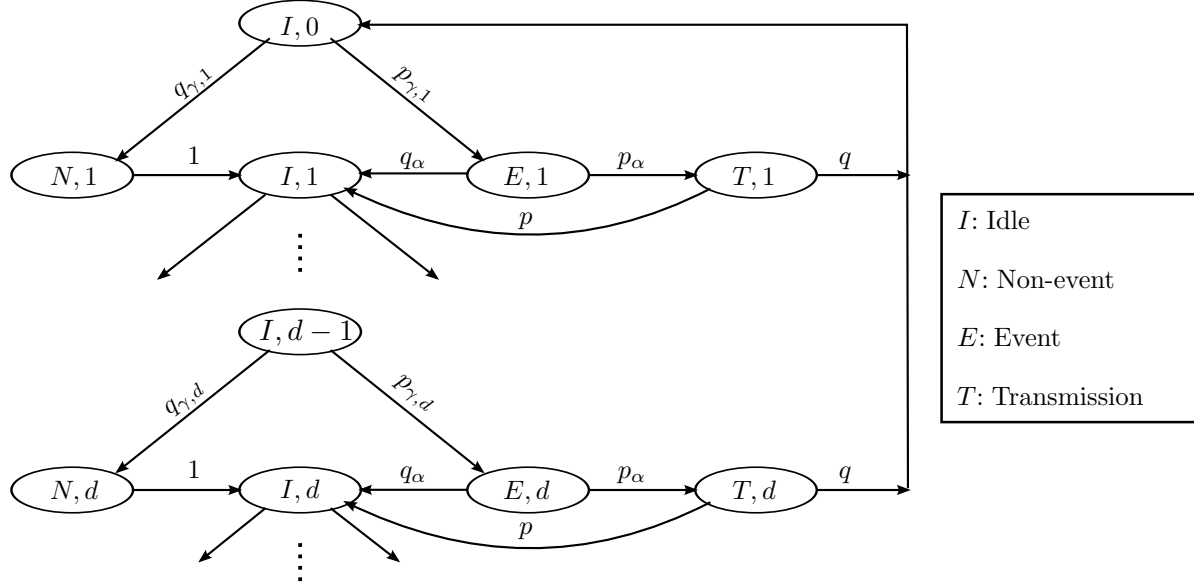 I, 0
q_{γ,1}
p_{γ,1}
N, 1
1
I, 1
q_α
E, 1
p_α
T, 1
q
p
I: Idle
N: Non-event
E: Event
T: Transmission
I, d − 1
q_{γ,d}
p_{γ,d}
N, d
1
I, d
q_α
E, d
p_α
T, d
q
p